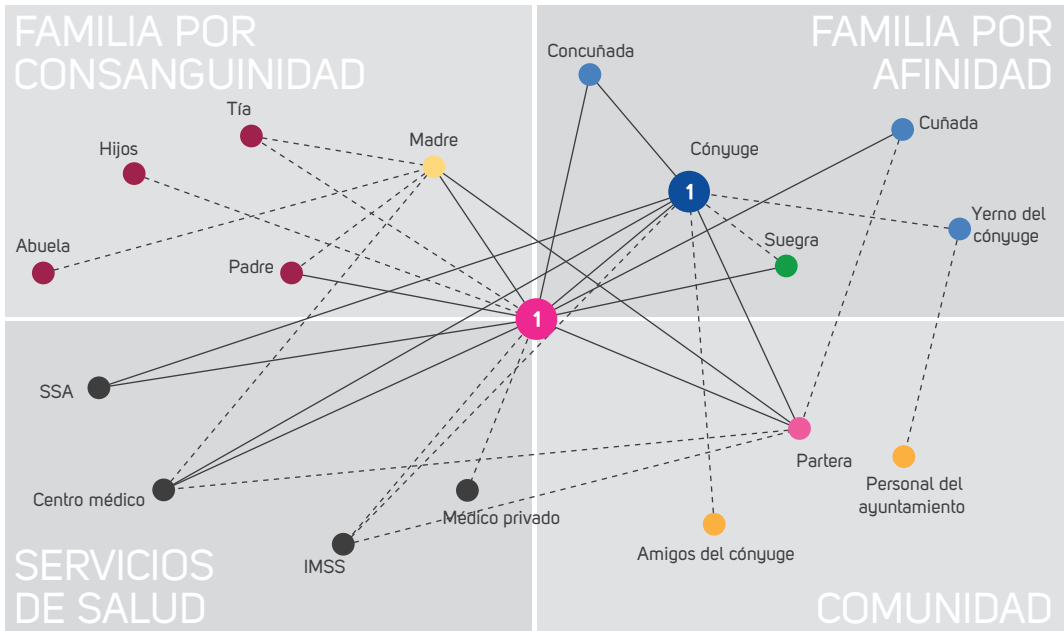 FAMILIA POR
CONSANGUINIDAD
FAMILIA POR
AFINIDAD
Concuñada
Tía
Cuñada
Madre
Hijos
Cónyuge
1
Yerno del
cónyuge
Abuela
Padre
Suegra
1
SSA
Partera
Centro médico
Médico privado
Personal del
ayuntamiento
IMSS
Amigos del cónyuge
SERVICIOS
DE SALUD
COMUNIDAD